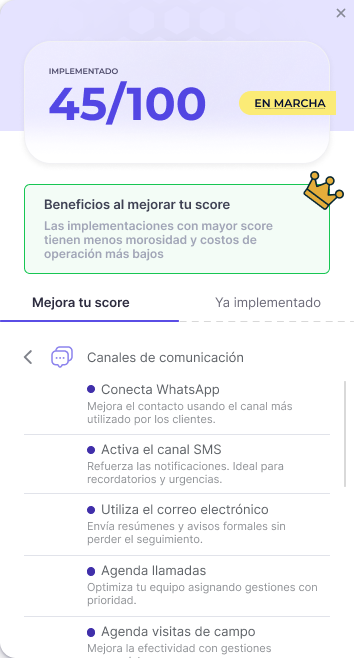 IMPLEMENTADO
45/100
EN MARCHA
Beneficios al mejorar tu score
Las implementaciones con mayor score
tienen menos morosidad y costos de
operación más bajos
Mejora tu score
Ya implementado
Canales de comunicación
Conecta WhatsApp
Mejora el contacto usando el canal más
utilizado por los clientes.
Activa el canal SMS
Refuerza las notificaciones. Ideal para
recordatorios y urgencias.
Utiliza el correo electrónico
Envía resúmenes y avisos formales sin
perder el seguimiento.
Agenda llamadas
Optimiza tu equipo asignando gestiones con
prioridad.
Agenda visitas de campo
Mejora la efectividad con gestiones